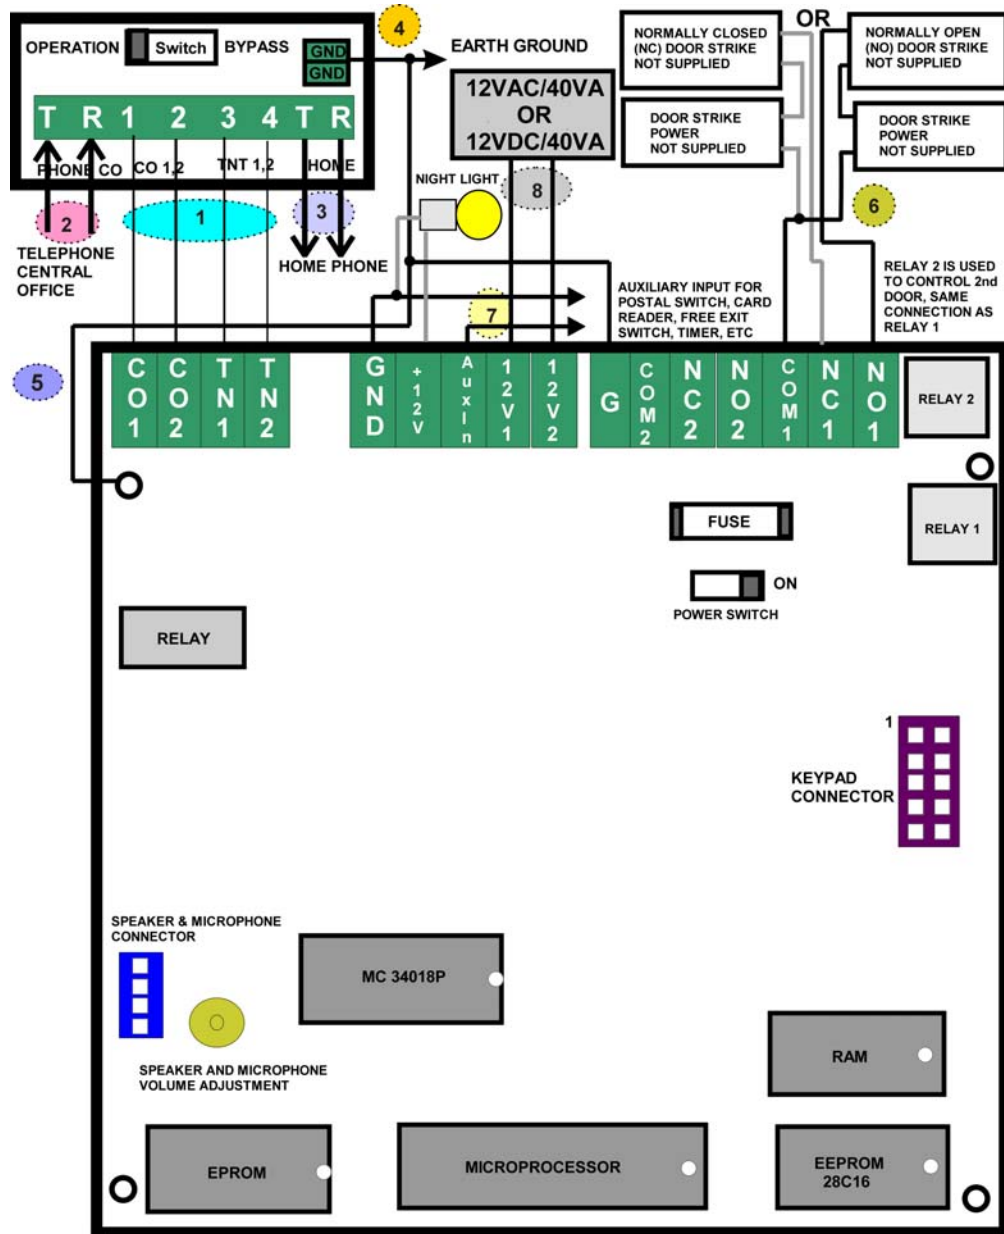 OPERATION Switch BYPASS
GND
GND
T R 1 2 3 4 T R
PHONE CO CO 1,2 TNT 1,2 HOME
4
EARTH GROUND
12VAC/40VA
OR
12VDC/40VA
NORMALLY CLOSED
(NC) DOOR STRIKE
NOT SUPPLIED
OR
NORMALLY OPEN
(NO) DOOR STRIKE
NOT SUPPLIED
DOOR STRIKE
POWER
NOT SUPPLIED
DOOR STRIKE
POWER
NOT SUPPLIED
NIGHT LIGHT
8
2
1
3
6
TELEPHONE
CENTRAL
OFFICE
HOME PHONE
7
AUXILIARY INPUT FOR
POSTAL SWITCH, CARD
READER, FREE EXIT
SWITCH, TIMER, ETC
RELAY 2 IS USED
TO CONTROL 2nd
DOOR, SAME
CONNECTION AS
RELAY 1
5
CO1
CO2
TN1
TN2
GND
+12V
AuxIn
12V1
12V2
G
COM2
NC2
NO2
COM1
NC1
NO1
RELAY 2
RELAY 1
FUSE
ON
POWER SWITCH
RELAY
1
KEYPAD
CONNECTOR
SPEAKER & MICROPHONE
CONNECTOR
MC 34018P
SPEAKER AND MICROPHONE
VOLUME ADJUSTMENT
RAM
EPROM
MICROPROCESSOR
EEPROM
28C16